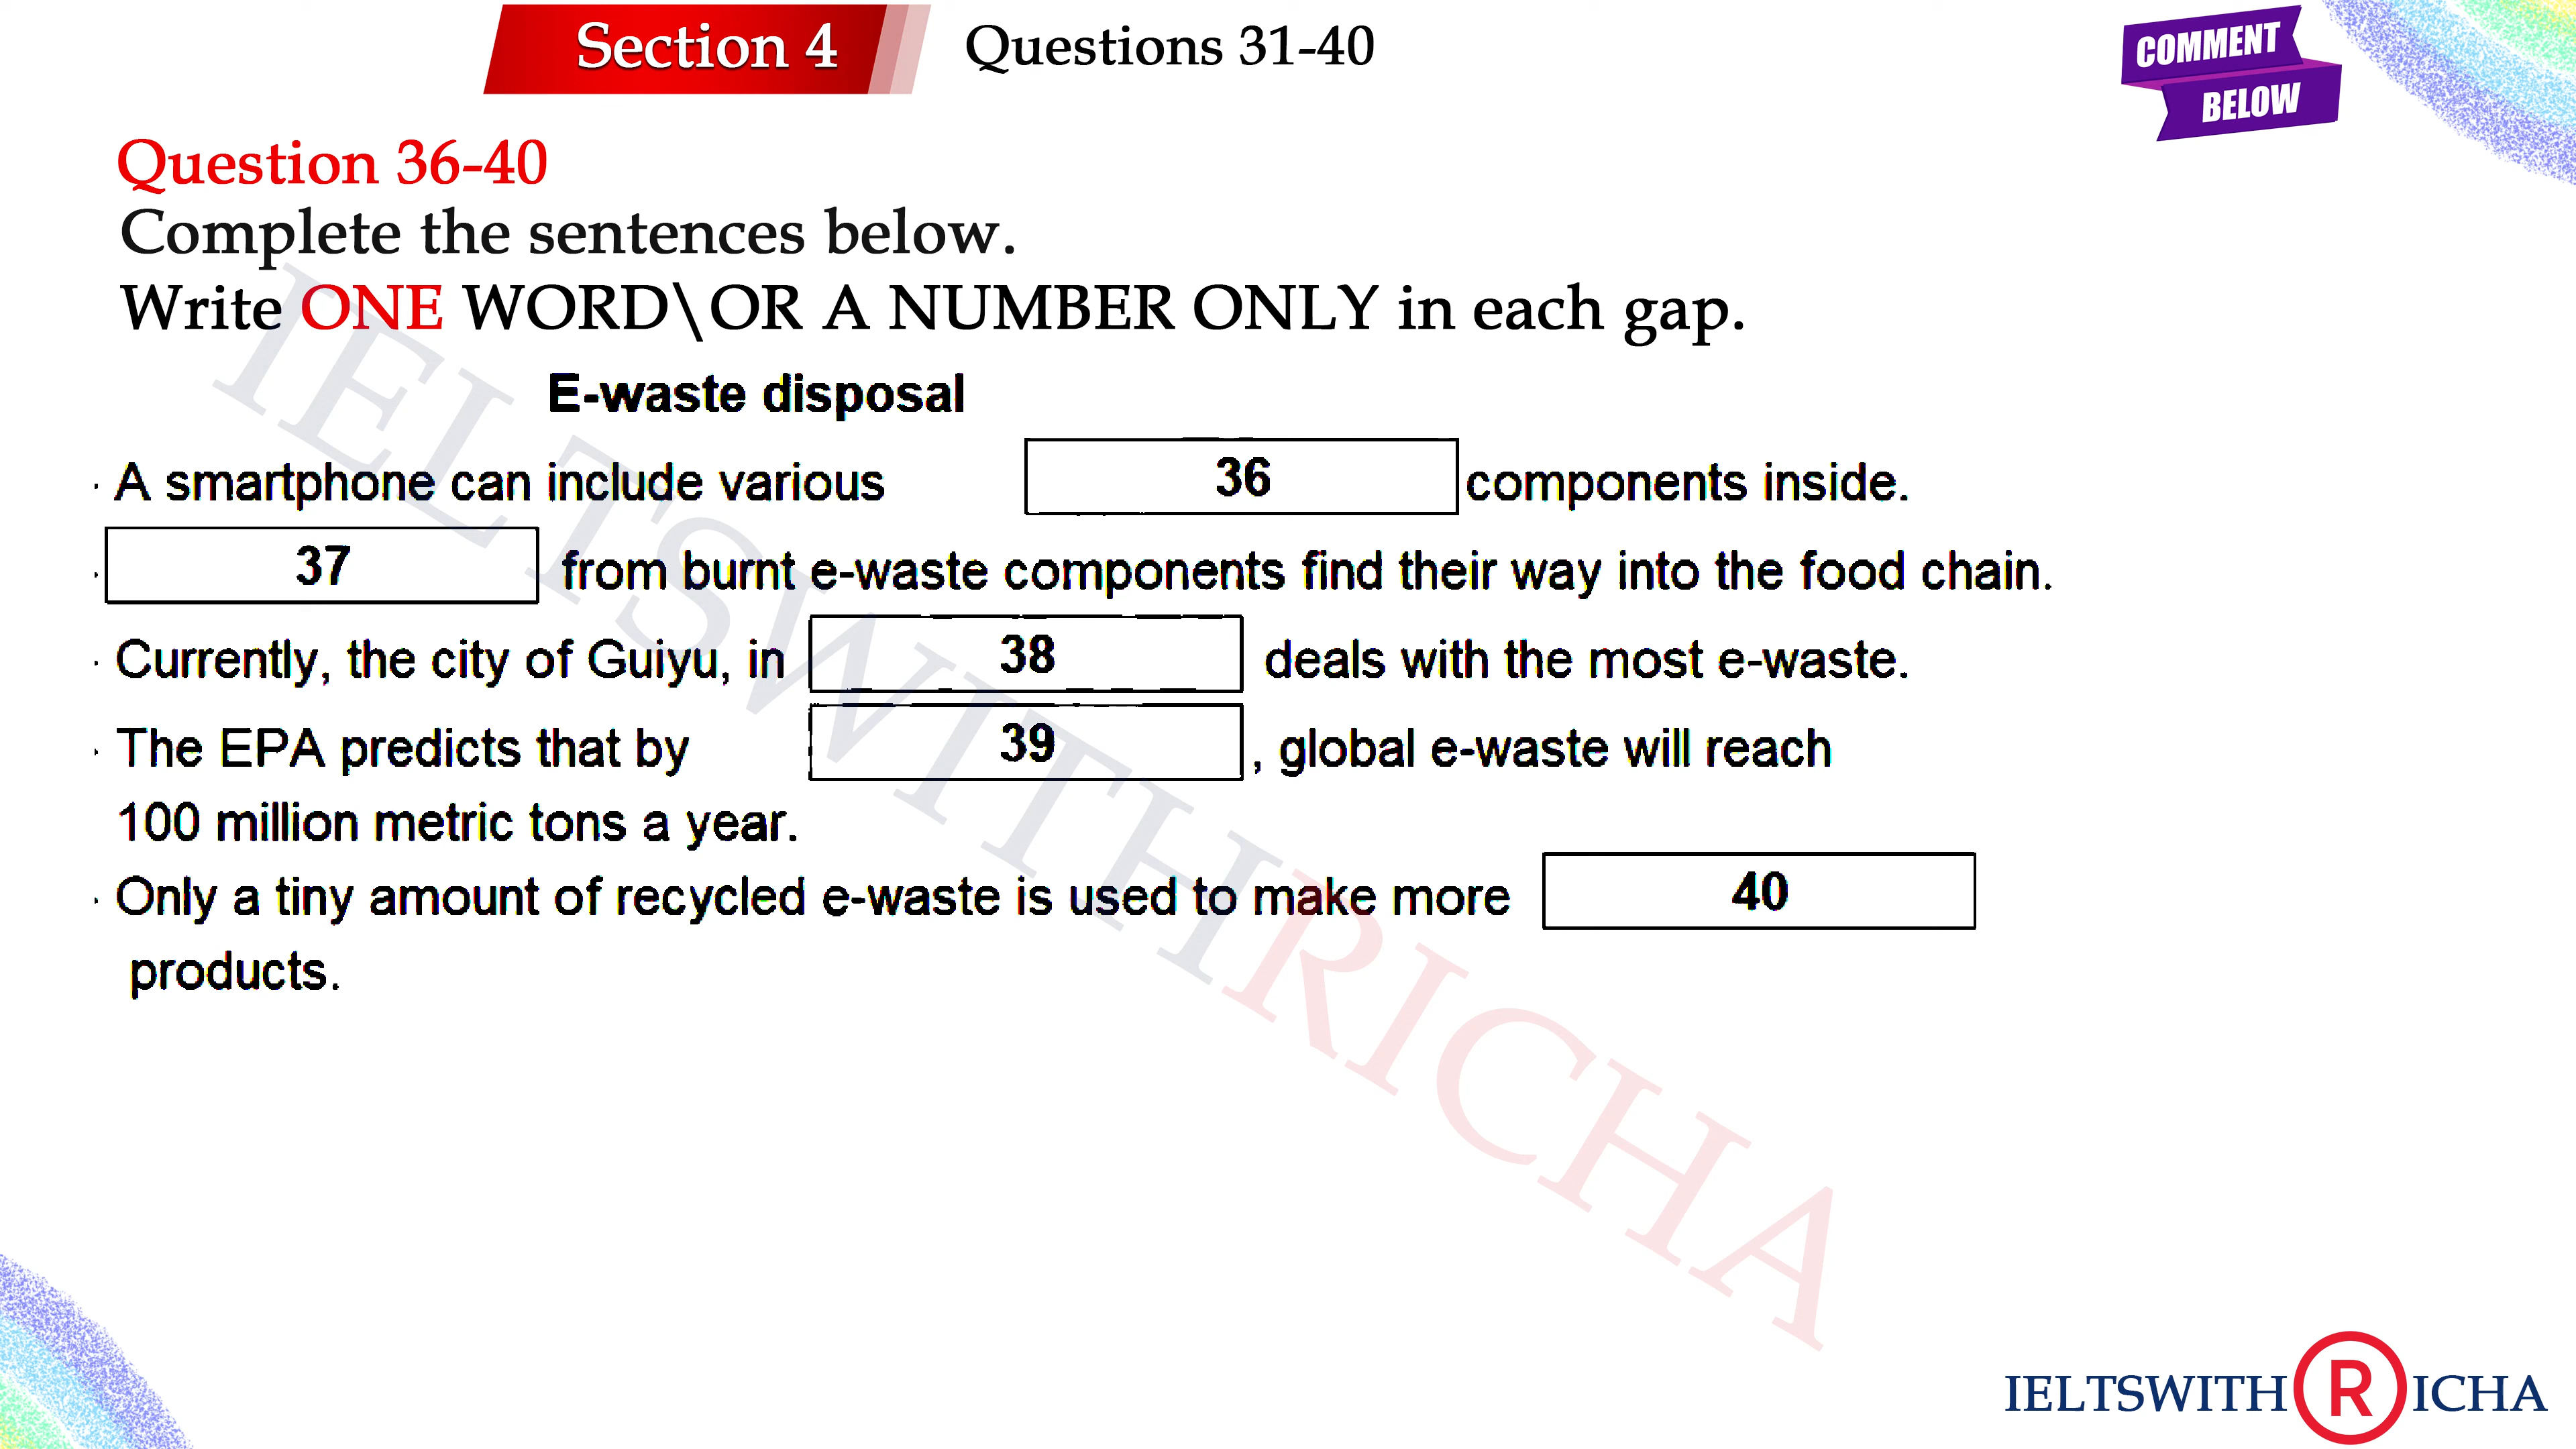 Section 4 Questions 31-40
COMMENT
BELOW
Question 36-40
Complete the sentences below.
Write ONE WORD\OR A NUMBER ONLY in each gap.
E-waste disposal
· A smartphone can include various 36 components inside.
· 37 from burnt e-waste components find their way into the food chain.
· Currently, the city of Guiyu, in 38 deals with the most e-waste.
· The EPA predicts that by 39 , global e-waste will reach
100 million metric tons a year.
· Only a tiny amount of recycled e-waste is used to make more 40
products.
IELTSWITHRICHA
IELTSWITHRICHA